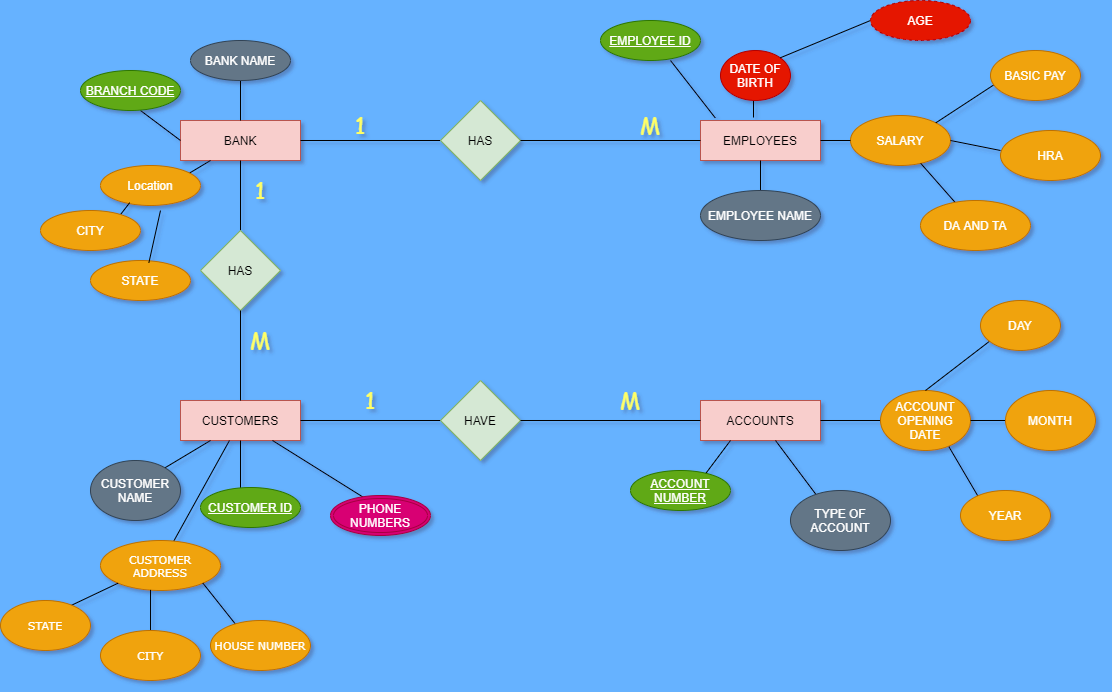 AGE
EMPLOYEE ID
BANK NAME
DATE OF
BIRTH
BASIC PAY
BRANCH CODE
1
M
BANK
HAS
EMPLOYEES
SALARY
HRA
Location
1
EMPLOYEE NAME
DA AND TA
CITY
HAS
STATE
M
DAY
1
M
CUSTOMERS
HAVE
ACCOUNTS
ACCOUNT
OPENING
DATE
MONTH
CUSTOMER
NAME
CUSTOMER ID
PHONE
NUMBERS
ACCOUNT
NUMBER
TYPE OF
ACCOUNT
YEAR
CUSTOMER
ADDRESS
STATE
CITY
HOUSE NUMBER